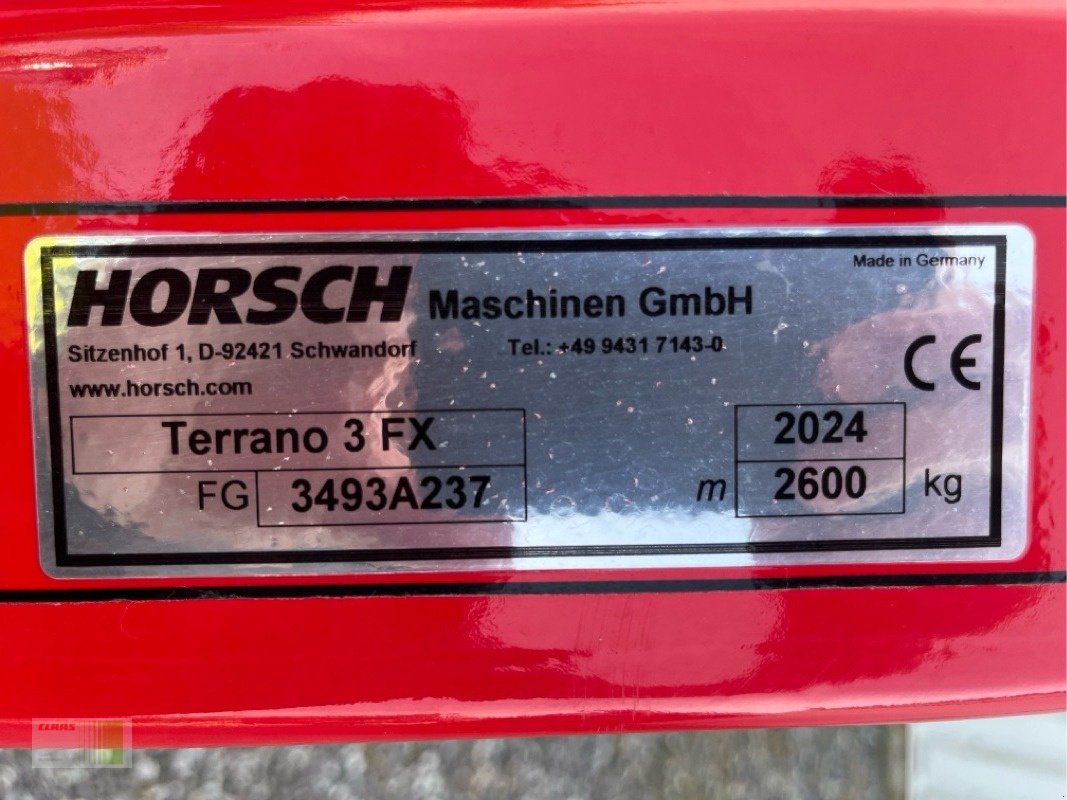 Made in Germany
HORSCH Maschinen GmbH
Sitzenhof 1, D-92421 Schwandorf Tel.: +49 9431 7143-0
www.horsch.com
CE
Terrano 3 FX 2024
FG 3493A237 m 2600 kg
CLAAS